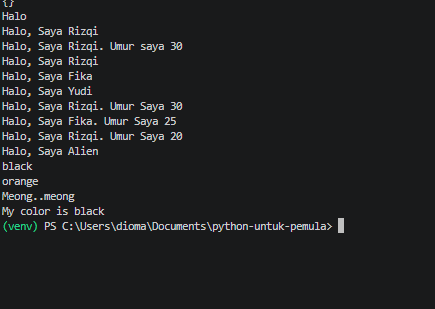 {}
Halo
Halo, Saya Rizqi
Halo, Saya Rizqi. Umur saya 30
Halo, Saya Rizqi
Halo, Saya Fika
Halo, Saya Yudi
Halo, Saya Rizqi. Umur Saya 30
Halo, Saya Fika. Umur Saya 25
Halo, Saya Rizqi. Umur Saya 20
Halo, Saya Alien
black
orange
Meong..meong
My color is black
(venv) PS C:\Users\dioma\Documents\python-untuk-pemula>